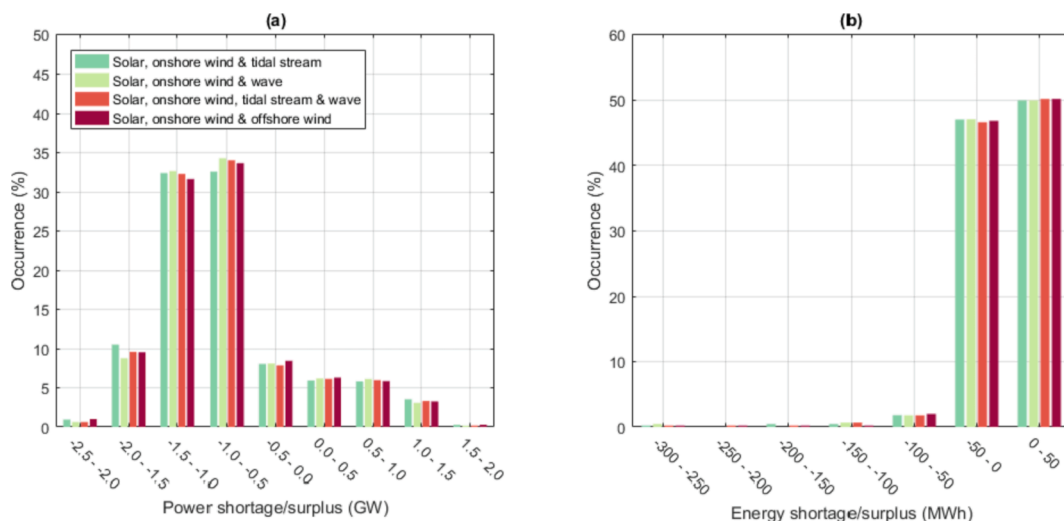 (a)
50
45
40
35
30
25
20
15
10
5
0
Occurrence (%)
Solar, onshore wind & tidal stream
Solar, onshore wind & wave
Solar, onshore wind, tidal stream & wave
Solar, onshore wind & offshore wind
-2.5 - -2.0
-2.0 - -1.5
-1.5 - -1.0
-1.0 - -0.5
-0.5 - 0.0
0.0 - 0.5
0.5 - 1.0
1.0 - 1.5
1.5 - 2.0
Power shortage/surplus (GW)
(b)
60
50
40
30
20
10
0
Occurrence (%)
-300 - -250
-250 - -200
-200 - -150
-150 - -100
-100 - -50
-50 - 0
0 - 50
Energy shortage/surplus (MWh)